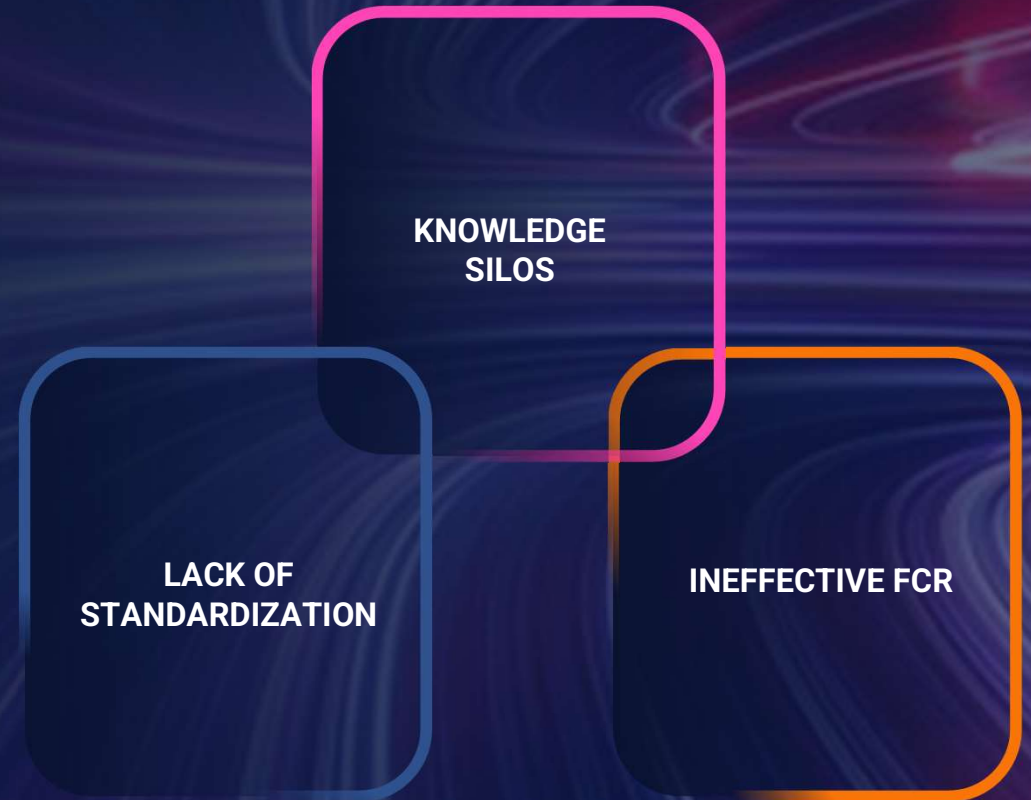 KNOWLEDGE
SILOS
LACK OF
STANDARDIZATION
INEFFECTIVE FCR